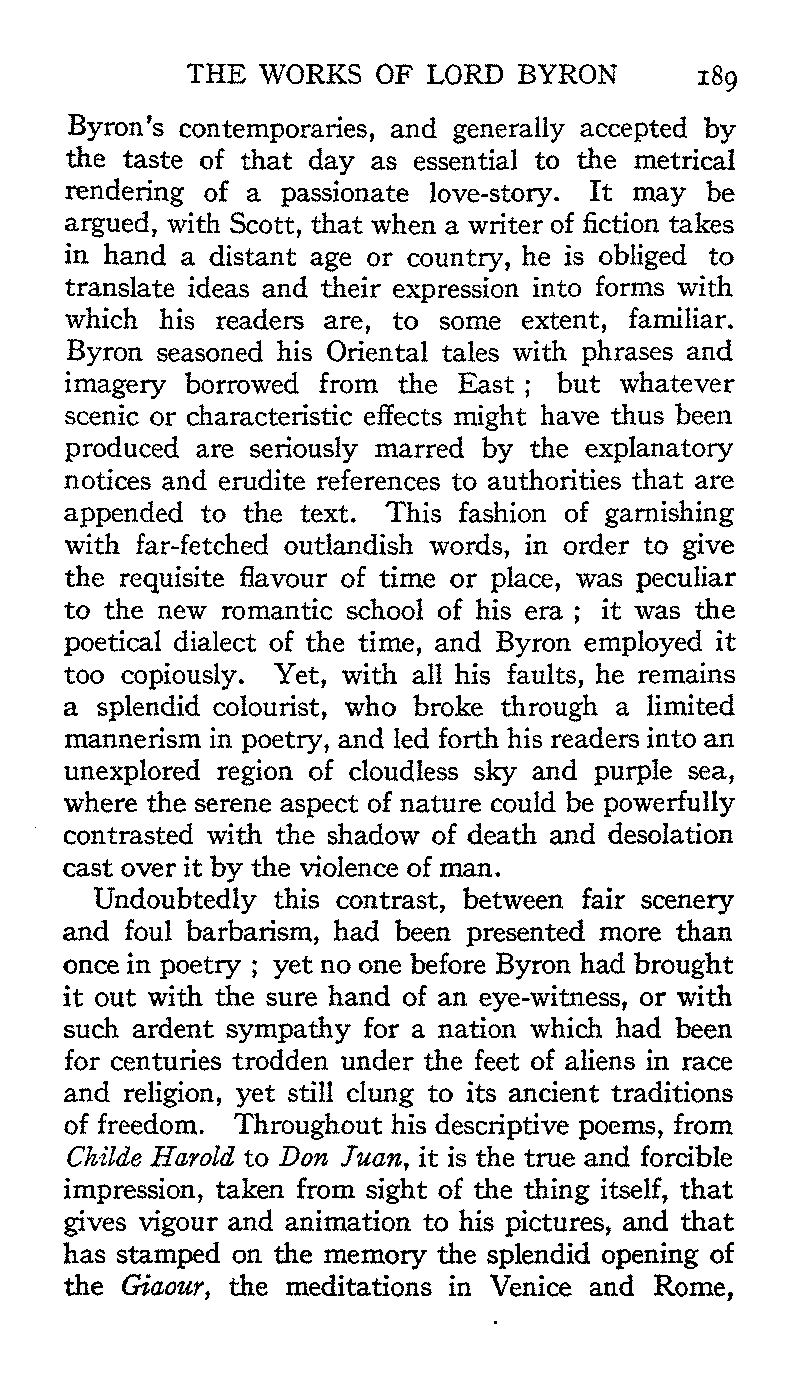 THE WORKS OF LORD BYRON 189
Byron's contemporaries, and generally accepted by
the taste of that day as essential to the metrical
rendering of a passionate love-story. It may be
argued, with Scott, that when a writer of fiction takes
in hand a distant age or country, he is obliged to
translate ideas and their expression into forms with
which his readers are, to some extent, familiar.
Byron seasoned his Oriental tales with phrases and
imagery borrowed from the East ; but whatever
scenic or characteristic effects might have thus been
produced are seriously marred by the explanatory
notices and erudite references to authorities that are
appended to the text. This fashion of garnishing
with far-fetched outlandish words, in order to give
the requisite flavour of time or place, was peculiar
to the new romantic school of his era ; it was the
poetical dialect of the time, and Byron employed it
too copiously. Yet, with all his faults, he remains
a splendid colourist, who broke through a limited
mannerism in poetry, and led forth his readers into an
unexplored region of cloudless sky and purple sea,
where the serene aspect of nature could be powerfully
contrasted with the shadow of death and desolation
cast over it by the violence of man.
Undoubtedly this contrast, between fair scenery
and foul barbarism, had been presented more than
once in poetry ; yet no one before Byron had brought
it out with the sure hand of an eye-witness, or with
such ardent sympathy for a nation which had been
for centuries trodden under the feet of aliens in race
and religion, yet still clung to its ancient traditions
of freedom. Throughout his descriptive poems, from
Childe Harold to Don Juan, it is the true and forcible
impression, taken from sight of the thing itself, that
gives vigour and animation to his pictures, and that
has stamped on the memory the splendid opening of
the Giaour, the meditations in Venice and Rome,